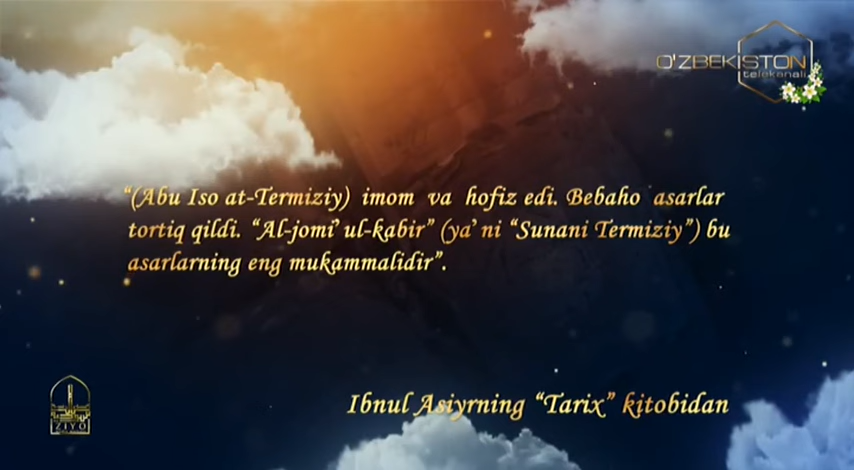 O'ZBEKISTON
telekanali
“(Abu Iso at-Termiziy) imom va hofiz edi. Bebaho asarlar
tortiq qildi. “Al-jomi’ ul-kabir” (ya’ni “Sunani Termiziy”) bu
asarlarning eng mukammalidir”.
Ibnul Asiyrning “Tarix” kitobidan
ZIYO